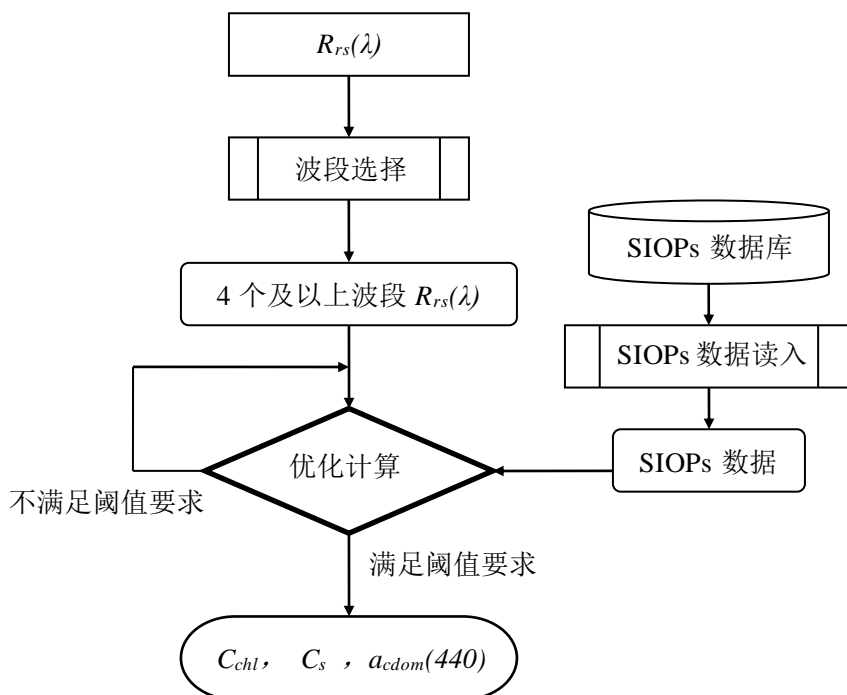 Rrs(λ)
波段选择
SIOPs 数据库
4 个及以上波段 Rrs(λ)
SIOPs 数据读入
优化计算
SIOPs 数据
不满足阈值要求
满足阈值要求
Cchl， Cs ，acdom(440)